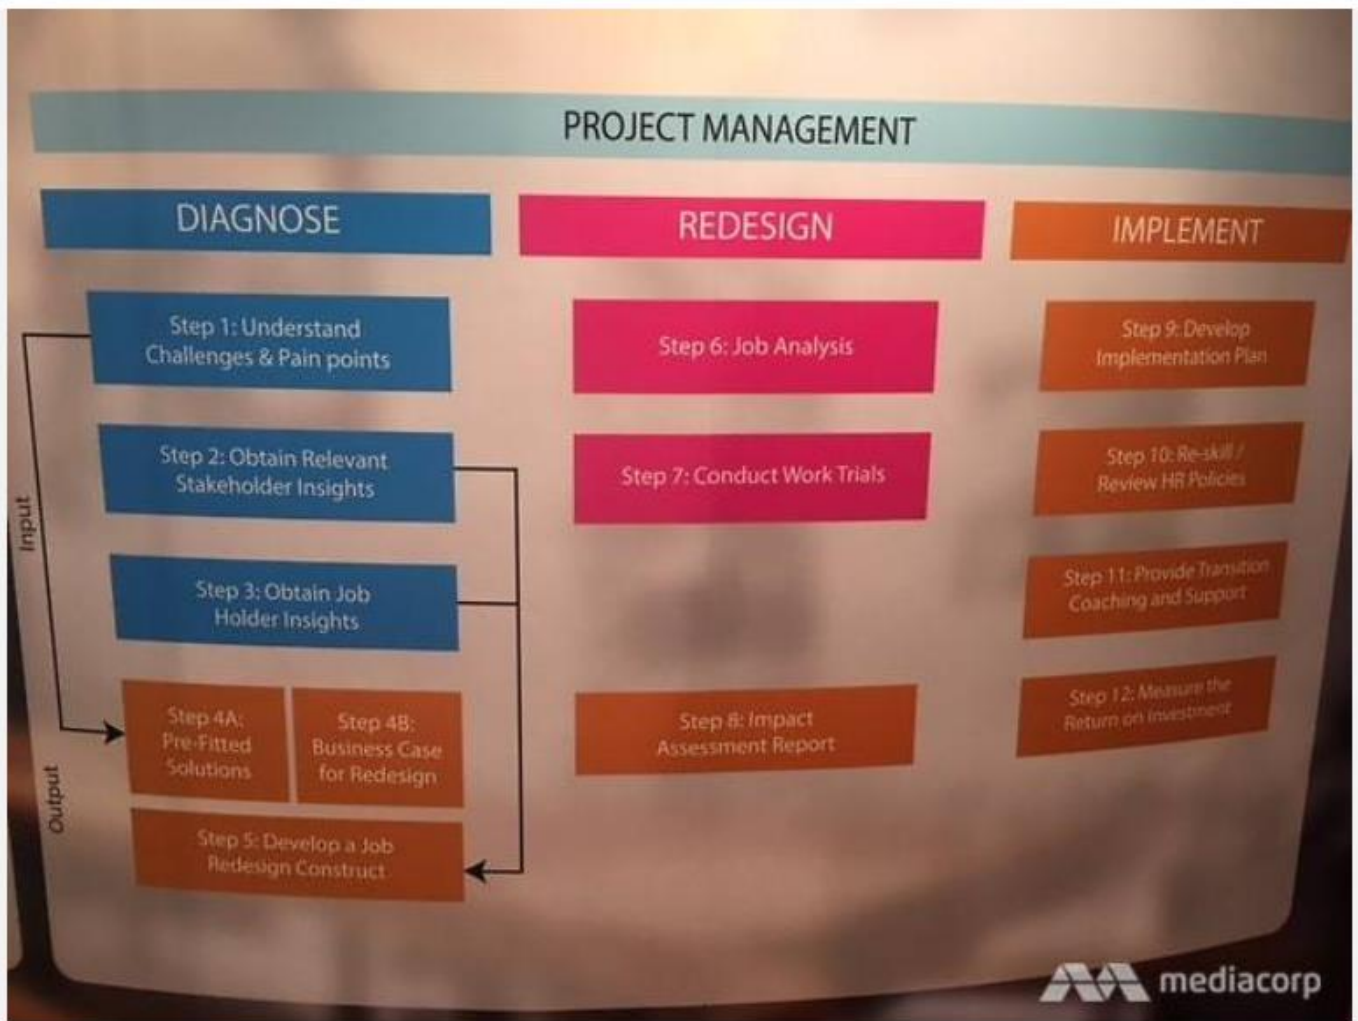 PROJECT MANAGEMENT
DIAGNOSE
Step 1: Understand
Challenges & Pain points
Step 2: Obtain Relevant
Stakeholder Insights
Step 3: Obtain Job
Holder Insights
Input
Step 4A:
Pre-Fitted
Solutions
Step 4B:
Business Case
for Redesign
Output
Step 5: Develop a Job
Redesign Construct
REDESIGN
Step 6: Job Analysis
Step 7: Conduct Work Trials
Step 8: Impact
Assessment Report
IMPLEMENT
Step 9: Develop
Implementation Plan
Step 10: Re-skill /
Review HR Policies
Step 11: Provide Transition
Coaching and Support
Step 12: Measure the
Return on Investment
mediacorp